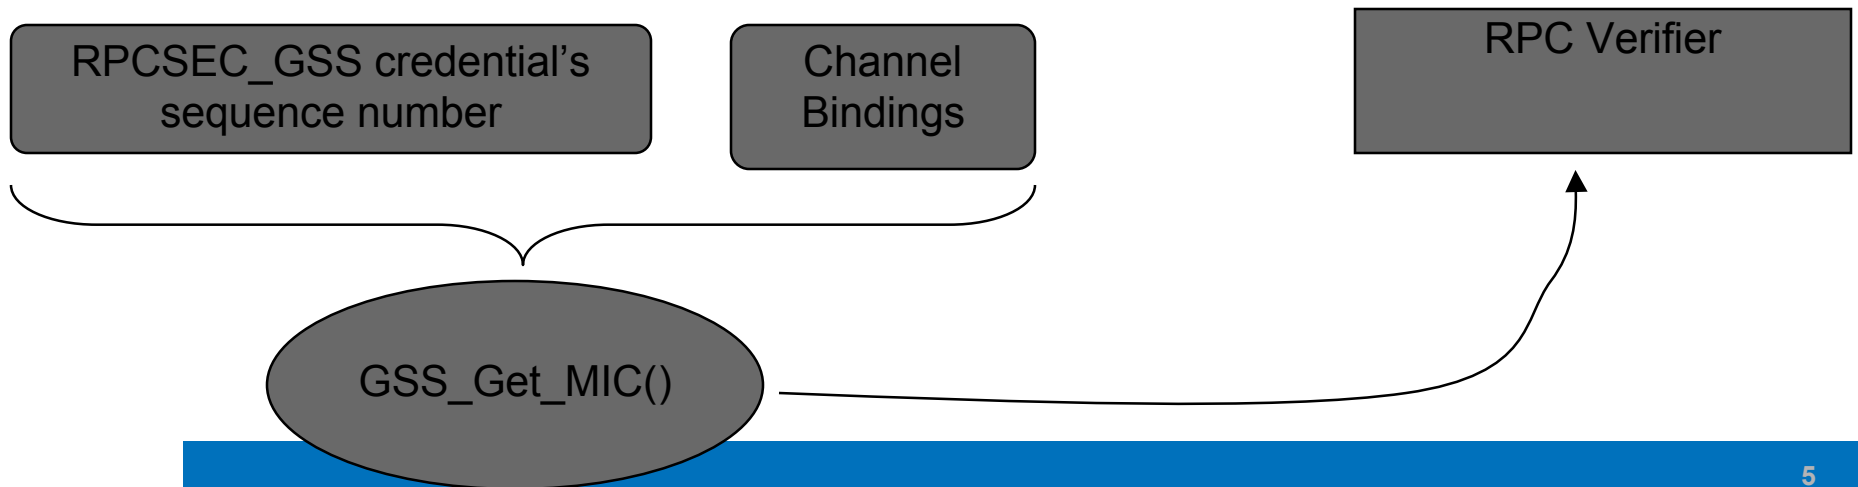 RPCSEC_GSS credential’s
sequence number
Channel
Bindings
RPC Verifier
GSS_Get_MIC()
5